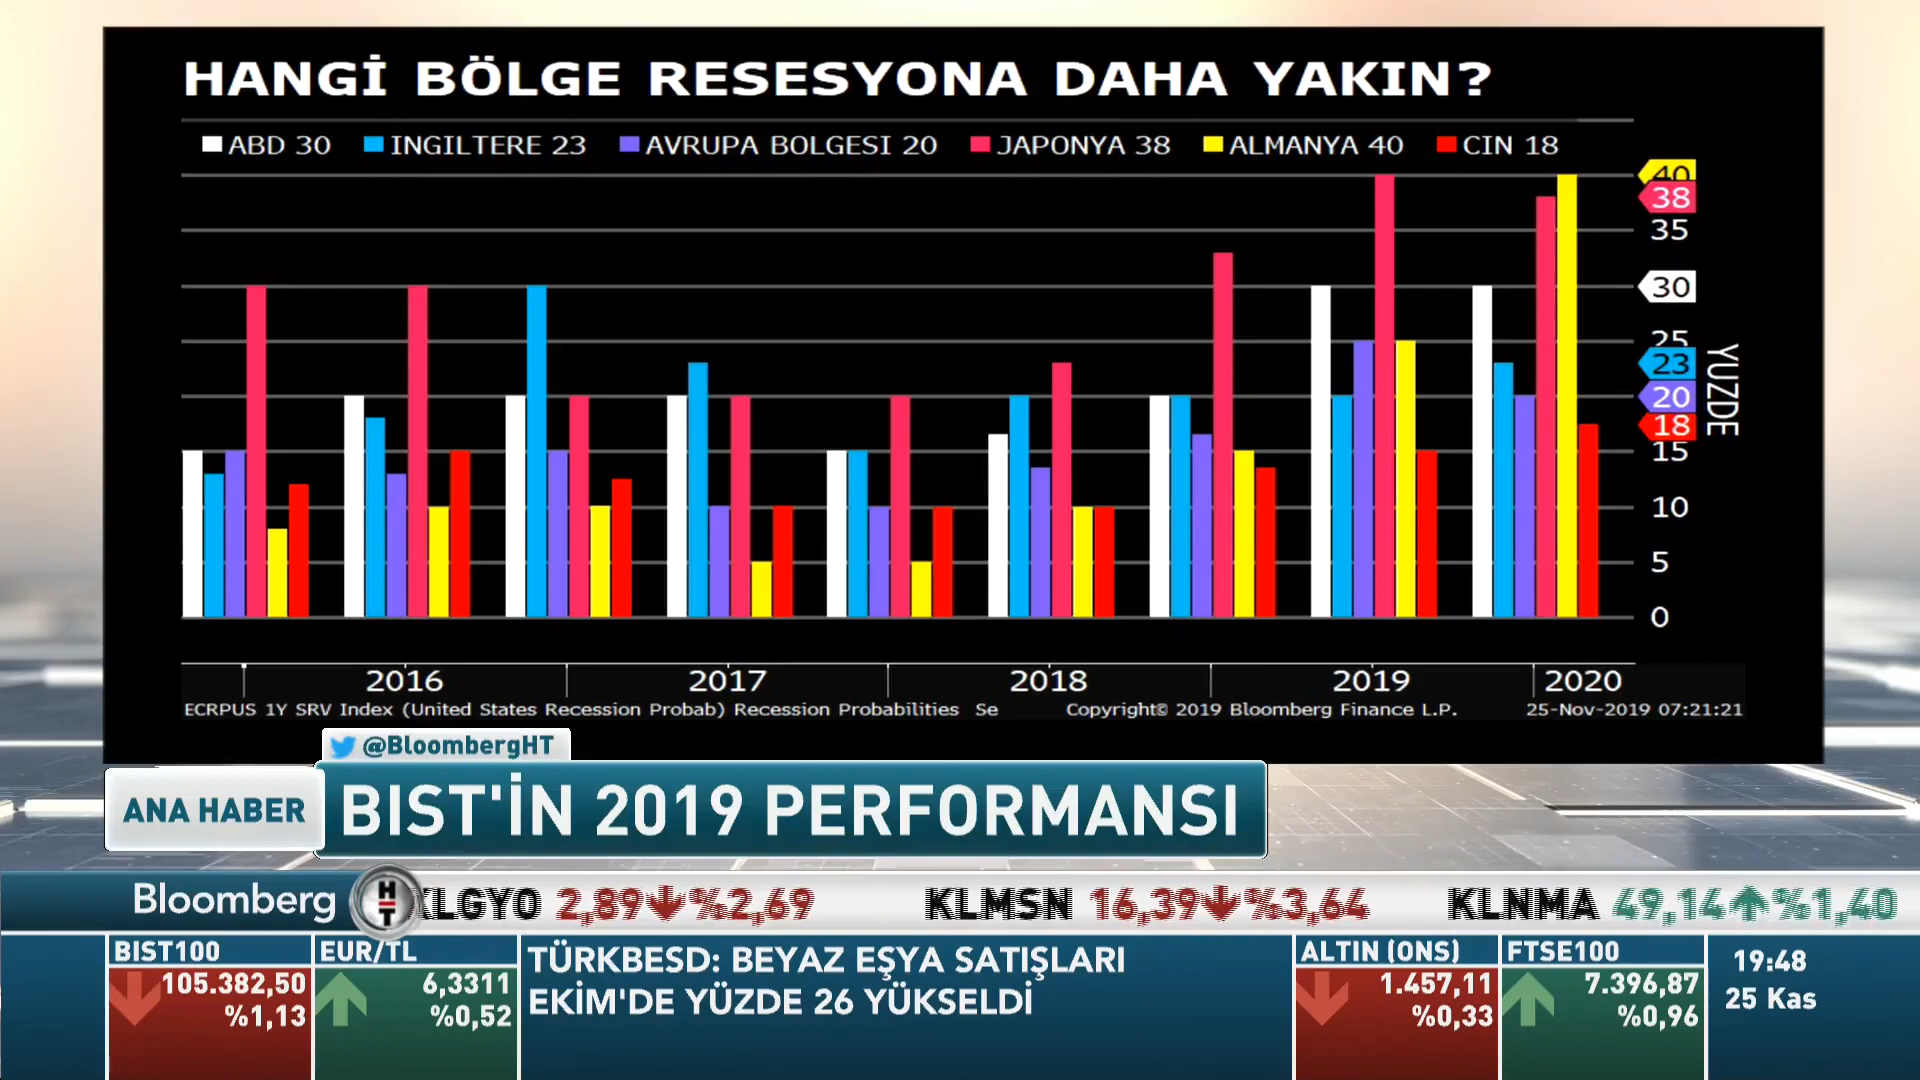 HANGİ BÖLGE RESESYONA DAHA YAKIN?
ABD 30 INGILTERE 23 AVRUPA BOLGESI 20 JAPONYA 38 ALMANYA 40 CIN 18
40
38
35
30
25
23
20
18
15
10
5
0
YUZDE
2016 2017 2018 2019 2020
ECRPUS 1Y SRV Index (United States Recession Probab) Recession Probabilities Se Copyright© 2019 Bloomberg Finance L.P. 25-Nov-2019 07:21:21
@BloombergHT
ANA HABER BIST'İN 2019 PERFORMANSI
Bloomberg HT KLGYO 2,89 %2,69 KLMSN 16,39 %3,64 KLNMA 49,14 %1,40
BIST100 105.382,50 %1,13
EUR/TL 6,3311 %0,52
TÜRKBESD: BEYAZ EŞYA SATIŞLARI
EKİM'DE YÜZDE 26 YÜKSELDİ
ALTIN (ONS) 1.457,11 %0,33
FTSE100 7.396,87 %0,96
19:48
25 Kas